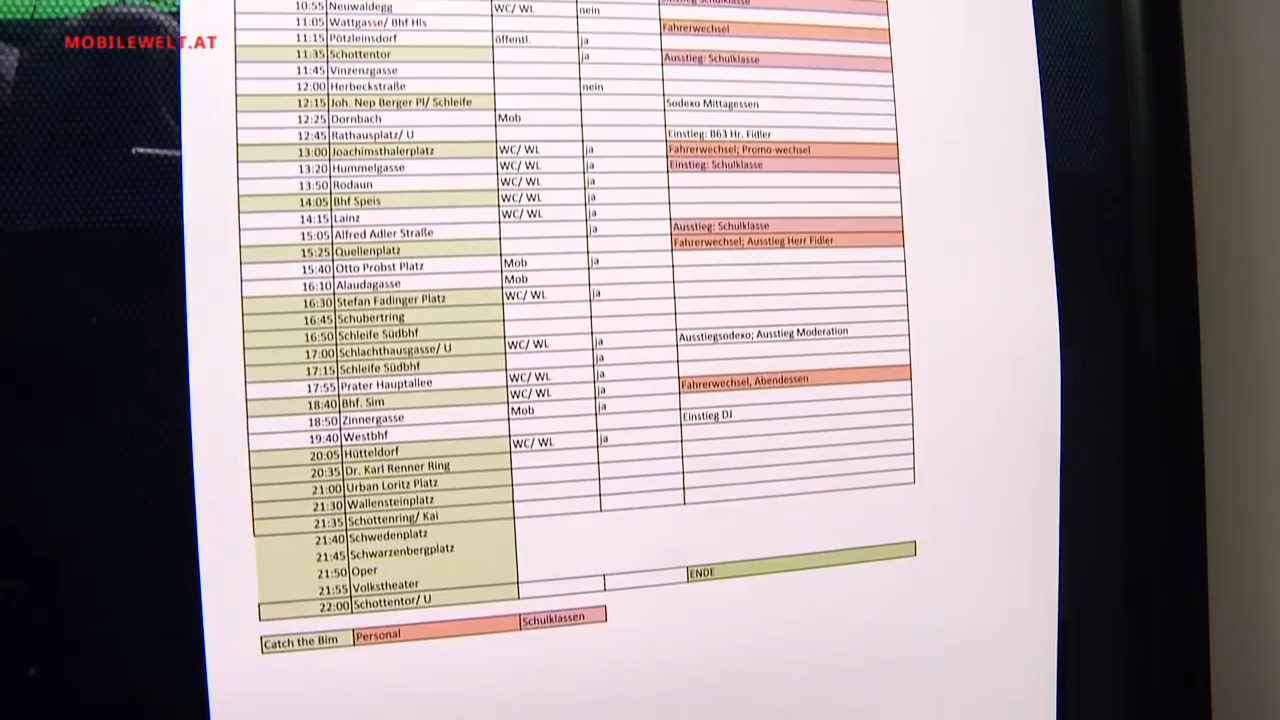 MOBILEWELT.AT
10:55 Neuwaldegg WC/ WL nein
11:05 Wattgasse/ Bhf Hls Fahrerwechsel
11:15 Pötzleinsdorf öffentl. ja
11:35 Schottentor ja Ausstieg: Schulklasse
11:45 Vinzenzgasse
12:00 Herbeckstraße nein
12:15 Joh. Nep Berger Pl/ Schleife Sodexo Mittagessen
12:25 Dornbach Mob
12:45 Rathausplatz/ U Einstieg: B63 Hr. Fidler
13:00 Joachimsthalerplatz WC/ WL ja Fahrerwechsel; Promo wechsel
13:20 Hummelgasse WC/ WL ja Einstieg: Schulklasse
13:50 Rodaun WC/ WL ja
14:05 Bhf Speis WC/ WL ja
14:15 Lainz WC/ WL ja
15:05 Alfred Adler Straße ja Ausstieg: Schulklasse
15:25 Quellenplatz Fahrerwechsel; Ausstieg Herr Fidler
15:40 Otto Probst Platz Mob ja
16:10 Alaudagasse Mob
16:30 Stefan Fadinger Platz WC/ WL ja
16:45 Schubertring
16:50 Schleife Südbhf
17:00 Schlachthausgasse/ U WC/ WL ja Ausstiegsodexo; Ausstieg Moderation
17:15 Schleife Südbhf ja
17:55 Prater Hauptallee WC/ WL ja
18:40 Bhf. Sim WC/ WL ja Fahrerwechsel, Abendessen
18:50 Zinnergasse Mob ja
19:40 Westbhf Einstieg DJ
20:05 Hütteldorf WC/ WL ja
20:35 Dr. Karl Renner Ring
21:00 Urban Loritz Platz
21:30 Wallensteinplatz
21:35 Schottenring/ Kai
21:40 Schwedenplatz
21:45 Schwarzenbergplatz
21:50 Oper
21:55 Volkstheater
22:00 Schottentor/ U ENDE
Catch the Bim Personal Schulklassen